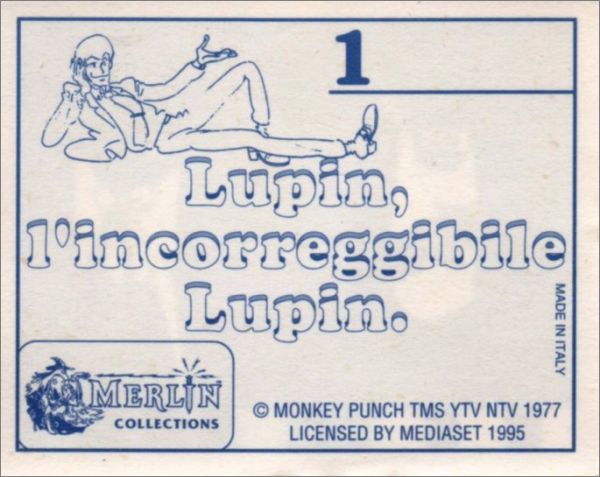 1
Lupin,
l'incorreggibile
Lupin.
MADE IN ITALY
MERLIN
COLLECTIONS
© MONKEY PUNCH TMS YTV NTV 1977
LICENSED BY MEDIASET 1995